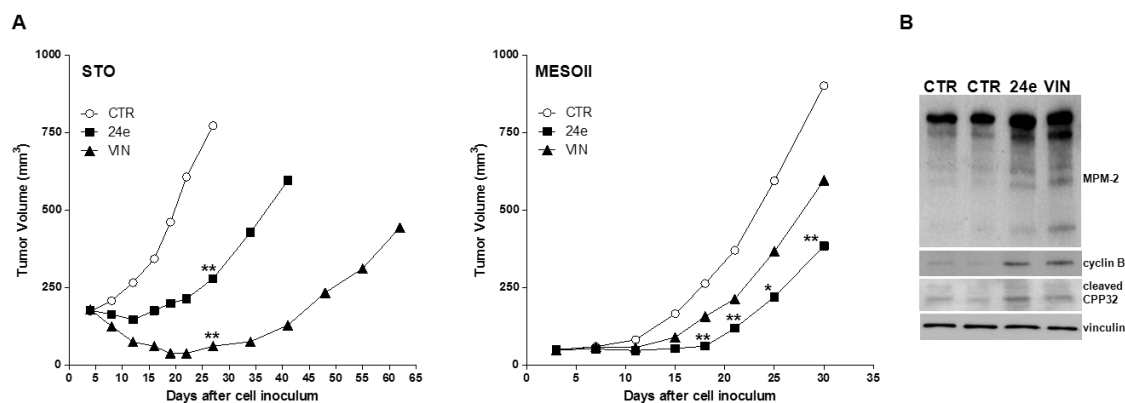 A
STO
CTR
24e
VIN
Tumor Volume (mm³)
1000
750
500
250
0
**
**
0 5 10 15 20 25 30 35 40 45 50 55 60 65
Days after cell inoculum
MESOII
CTR
24e
VIN
Tumor Volume (mm³)
1000
750
500
250
0
**
**
*
**
0 5 10 15 20 25 30 35
Days after cell inoculum
B
CTR CTR 24e VIN
MPM-2
cyclin B
cleaved
CPP32
vinculin